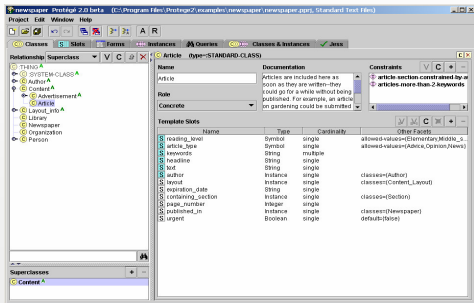 newspaper Protégé 2.0 beta (C:\Program Files\Protege2\examples\newspaper\newspaper.pprj, Standard Text Files)
Project Edit Window Help
Classes Slots Forms Instances Queries Classes & Instances Jess
Relationship Superclass V C X
THING A
:SYSTEM-CLASS A
Author A
Content A
Advertisement A
Article
Layout_info A
Library
Newspaper
Organization
Person
Superclasses + -
Content A
Article (type=:STANDARD-CLASS)
Name
Article
Role
Concrete
Documentation
Articles are included here as
soon as they are written--they
could go for a while without being
published. For example, an article
on gardening could be submitted
Constraints V C + -
article-section-constrained-by-a
articles-more-than-2-keywords
Template Slots V C X + -
Name Type Cardinality Other Facets
S reading_level Symbol single allowed-values={Elementary,Middle_s...
S article_type Symbol single allowed-values={Advice,Opinion,News}
S keywords String multiple
S headline String single
S text String single
S author Instance single classes={Author}
S layout Instance single classes={Content_Layout}
S expiration_date String single
S containing_section Instance single classes={Section}
S page_number Integer single
S published_in Instance single classes={Newspaper}
S urgent Boolean single default={false}